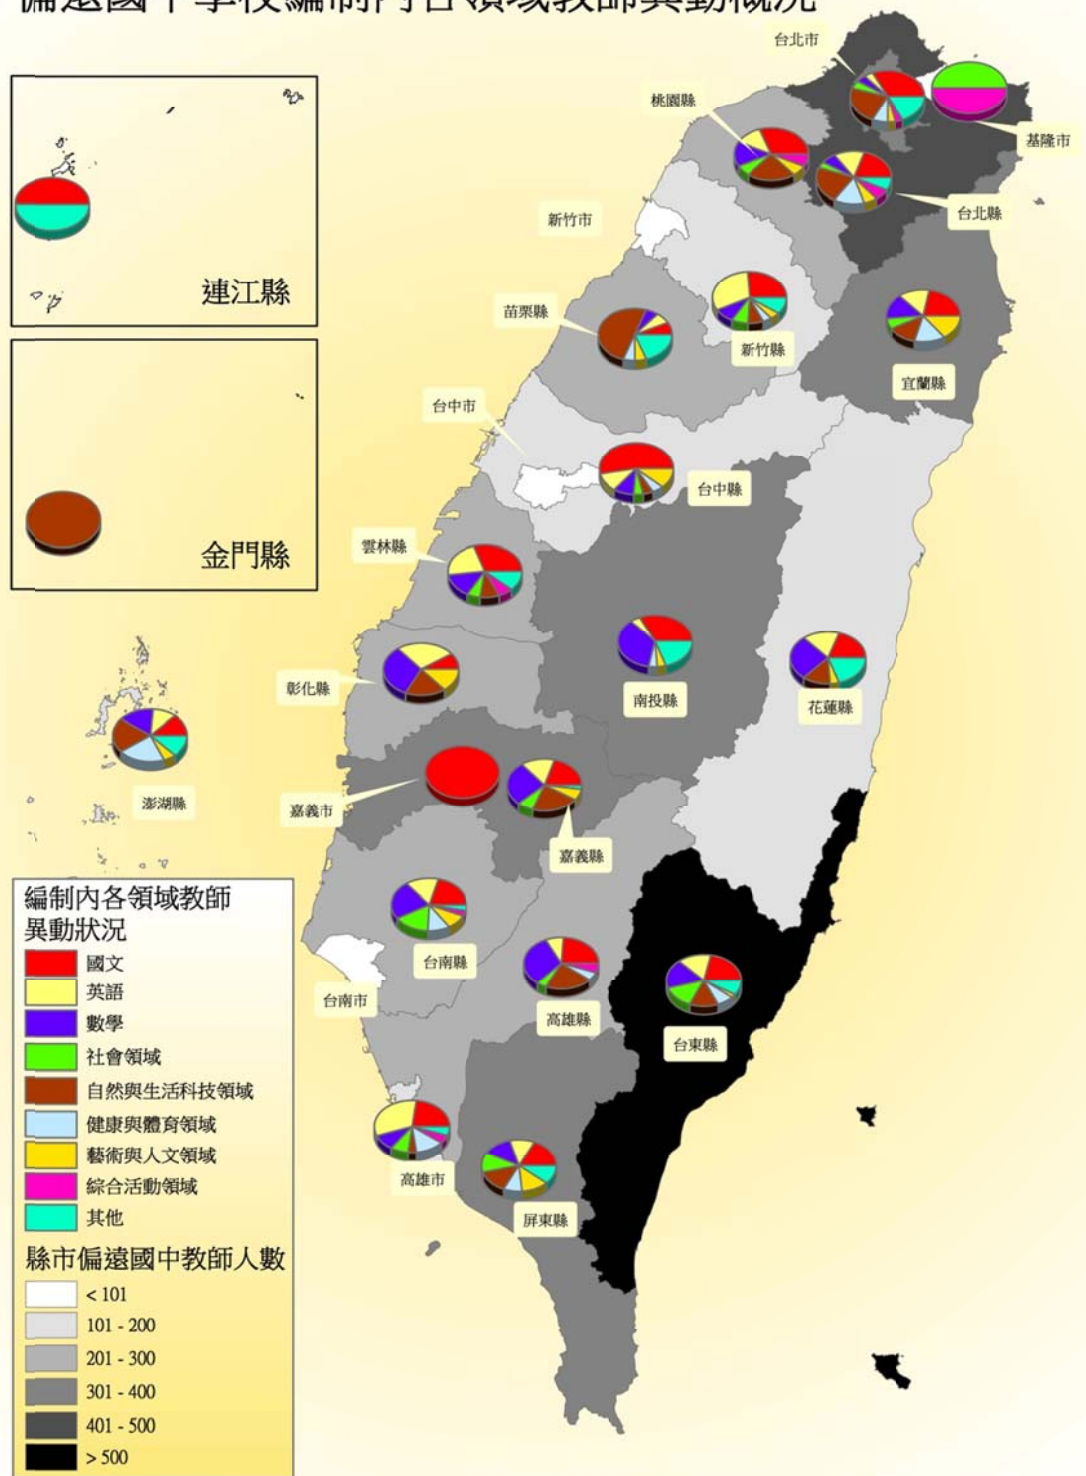 偏遠國中學校編制內各領域教師異動概況
台北市
桃園縣
基隆市
台北縣
新竹市
連江縣
苗栗縣
新竹縣
宜蘭縣
台中市
台中縣
雲林縣
金門縣
彰化縣
南投縣
花蓮縣
澎湖縣
嘉義市
嘉義縣
台南縣
台南市
高雄縣
台東縣
高雄市
屏東縣
編制內各領域教師
異動狀況
國文
英語
數學
社會領域
自然與生活科技領域
健康與體育領域
藝術與人文領域
綜合活動領域
其他
縣市偏遠國中教師人數
< 101
101 - 200
201 - 300
301 - 400
401 - 500
> 500